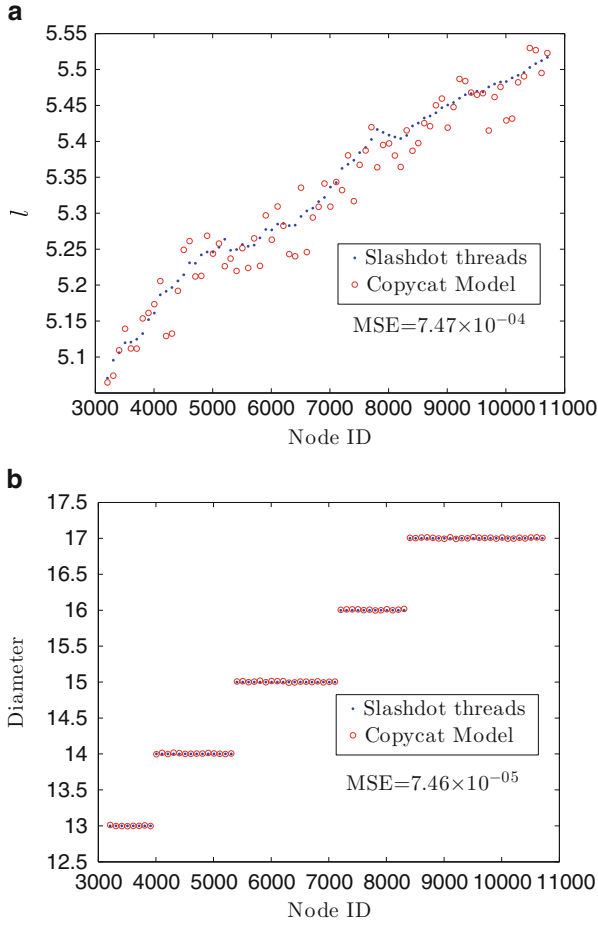 a
5.55
5.5
5.45
5.4
5.35
5.3
5.25
5.2
5.15
5.1
l
Slashdot threads
Copycat Model
MSE=7.47×10⁻⁰⁴
3000 4000 5000 6000 7000 8000 9000 10000 11000
Node ID
b
17.5
17
16.5
16
15.5
15
14.5
14
13.5
13
12.5
Diameter
Slashdot threads
Copycat Model
MSE=7.46×10⁻⁰⁵
3000 4000 5000 6000 7000 8000 9000 10000 11000
Node ID